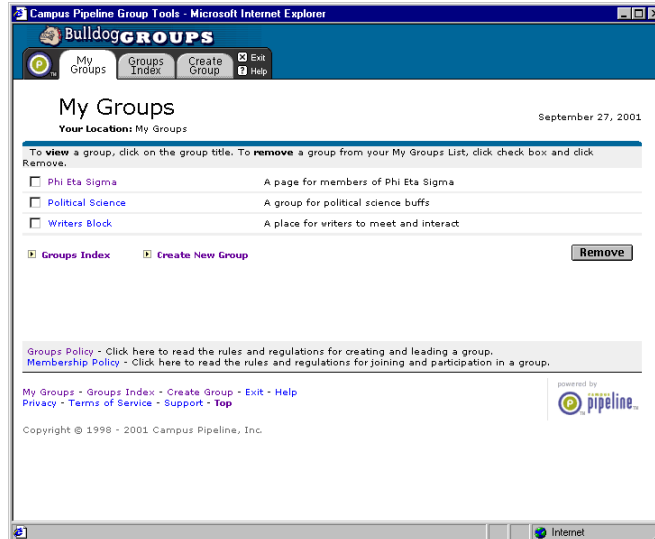 Campus Pipeline Group Tools - Microsoft Internet Explorer
Bulldog GROUPS
My Groups
Groups Index
Create Group
Exit
Help
My Groups
September 27, 2001
Your Location: My Groups
To view a group, click on the group title. To remove a group from your My Groups List, click check box and click
Remove.
Phi Eta Sigma A page for members of Phi Eta Sigma
Political Science A group for political science buffs
Writers Block A place for writers to meet and interact
Groups Index Create New Group Remove
Groups Policy - Click here to read the rules and regulations for creating and leading a group.
Membership Policy - Click here to read the rules and regulations for joining and participation in a group.
My Groups - Groups Index - Create Group - Exit - Help
Privacy - Terms of Service - Support - Top
powered by
campus
pipeline™
Copyright © 1998 - 2001 Campus Pipeline, Inc.
Internet